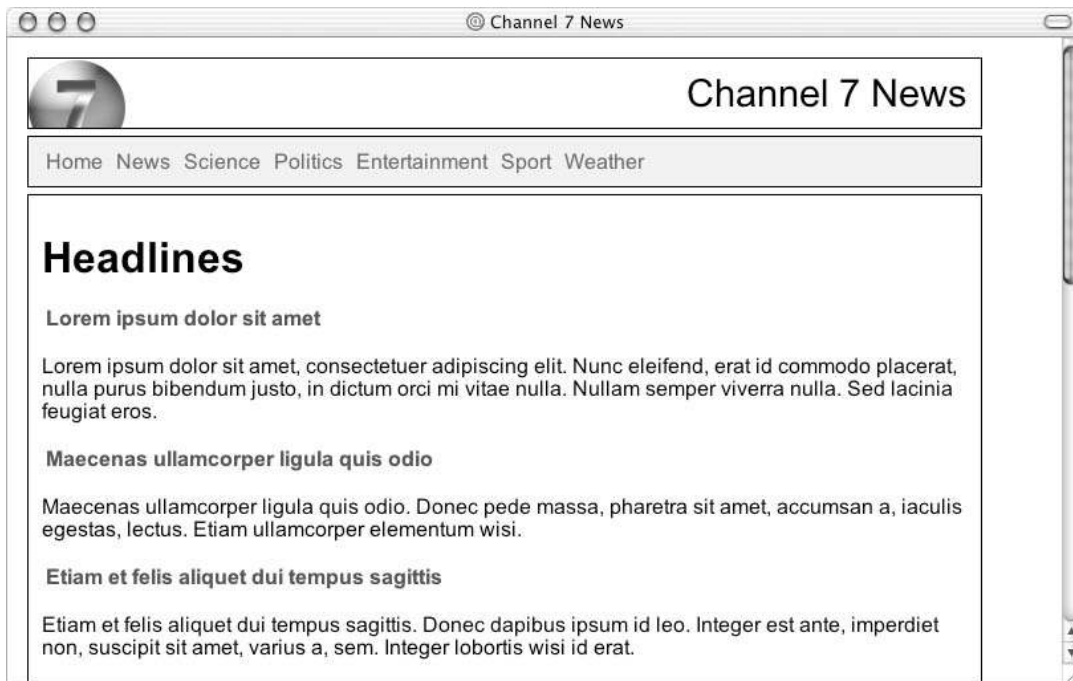 @ Channel 7 News
7
Channel 7 News
Home News Science Politics Entertainment Sport Weather
Headlines
Lorem ipsum dolor sit amet
Lorem ipsum dolor sit amet, consectetuer adipiscing elit. Nunc eleifend, erat id commodo placerat,
nulla purus bibendum justo, in dictum orci mi vitae nulla. Nullam semper viverra nulla. Sed lacinia
feugiat eros.
Maecenas ullamcorper ligula quis odio
Maecenas ullamcorper ligula quis odio. Donec pede massa, pharetra sit amet, accumsan a, iaculis
egestas, lectus. Etiam ullamcorper elementum wisi.
Etiam et felis aliquet dui tempus sagittis
Etiam et felis aliquet dui tempus sagittis. Donec dapibus ipsum id leo. Integer est ante, imperdiet
non, suscipit sit amet, varius a, sem. Integer lobortis wisi id erat.